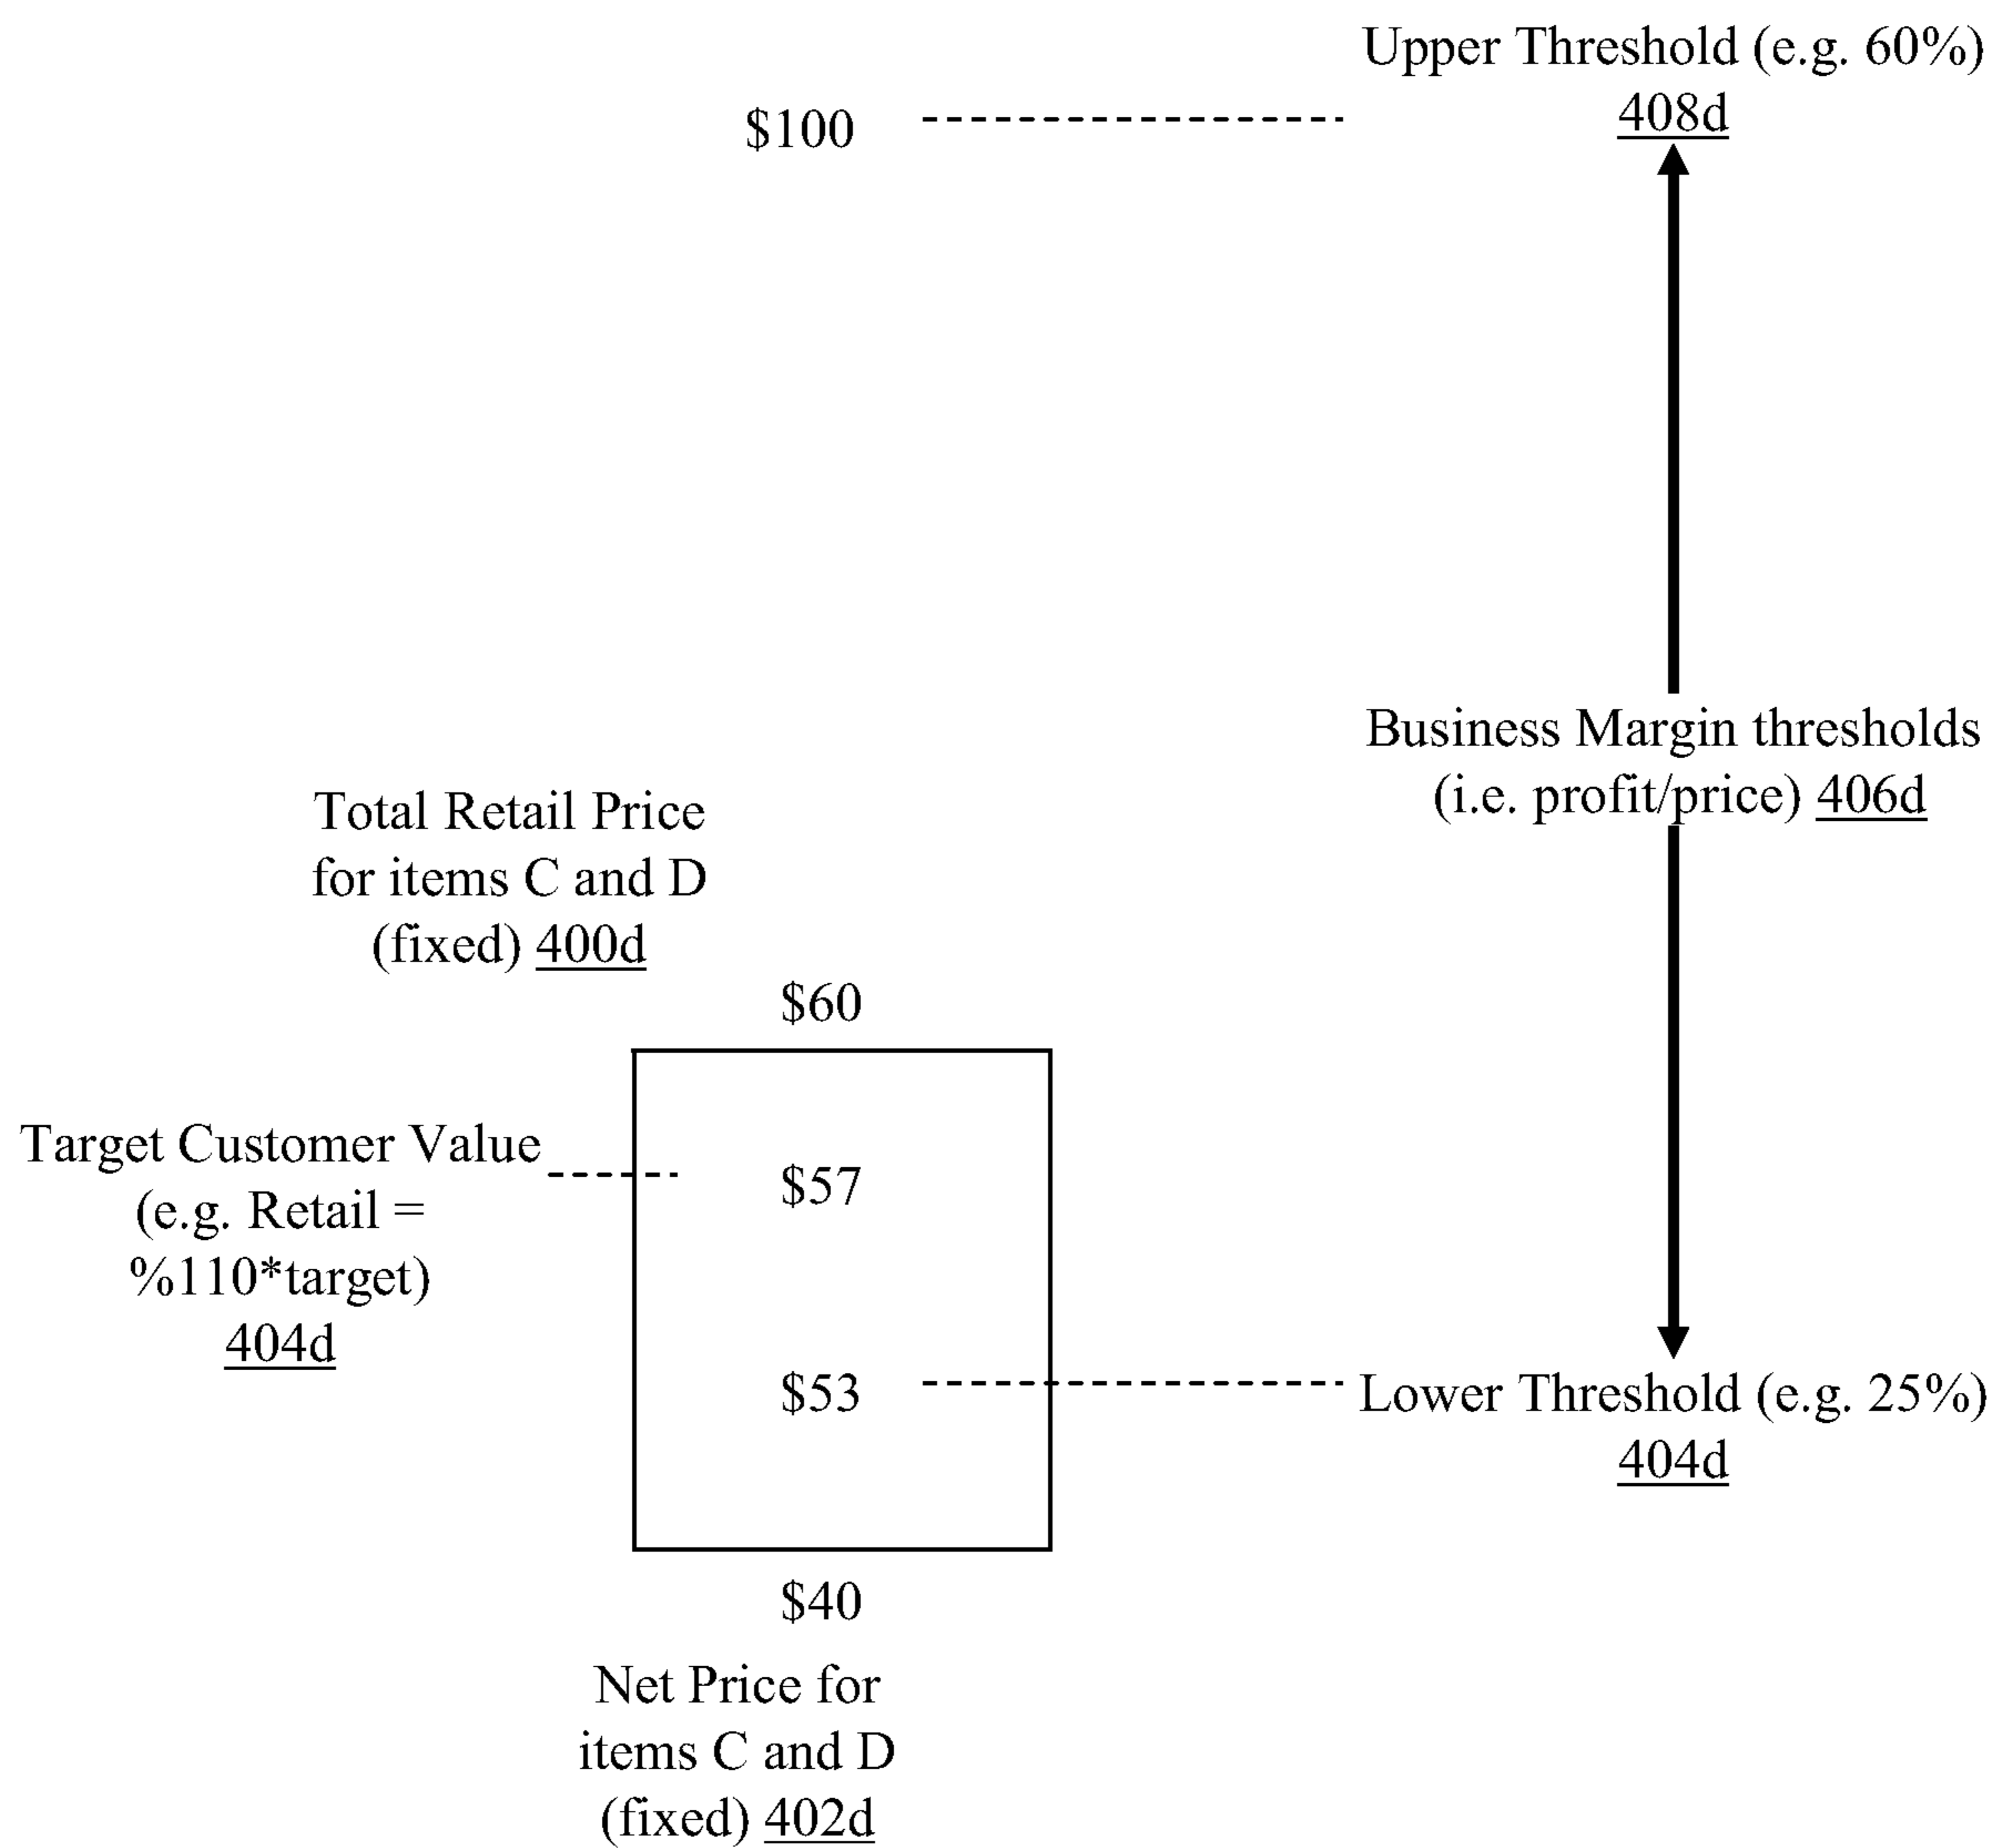 Upper Threshold (e.g. 60%)
408d
$100
Business Margin thresholds
(i.e. profit/price) 406d
Total Retail Price
for items C and D
(fixed) 400d
$60
Target Customer Value
(e.g. Retail =
%110*target)
404d
$57
$53
Lower Threshold (e.g. 25%)
404d
$40
Net Price for
items C and D
(fixed) 402d